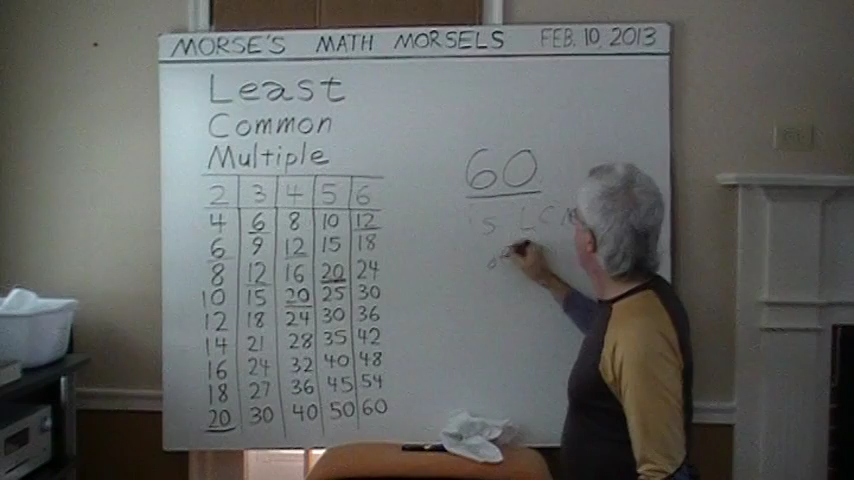 MORSE'S MATH MORSELS FEB. 10, 2013
Least
Common
Multiple
2 3 4 5 6
4 6 8 10 12
6 9 12 15 18
8 12 16 20 24
10 15 20 25 30
12 18 24 30 36
14 21 28 35 42
16 24 32 40 48
18 27 36 45 54
20 30 40 50 60
60
is LCM
of